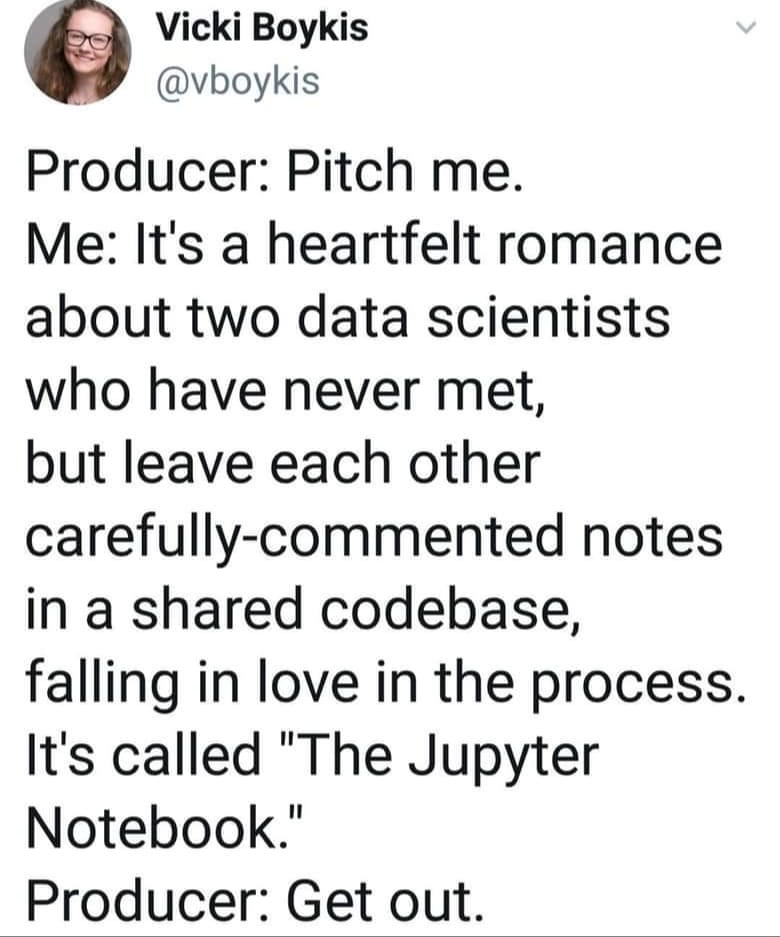 Vicki Boykis
@vboykis
Producer: Pitch me.
Me: It's a heartfelt romance
about two data scientists
who have never met,
but leave each other
carefully-commented notes
in a shared codebase,
falling in love in the process.
It's called "The Jupyter
Notebook."
Producer: Get out.